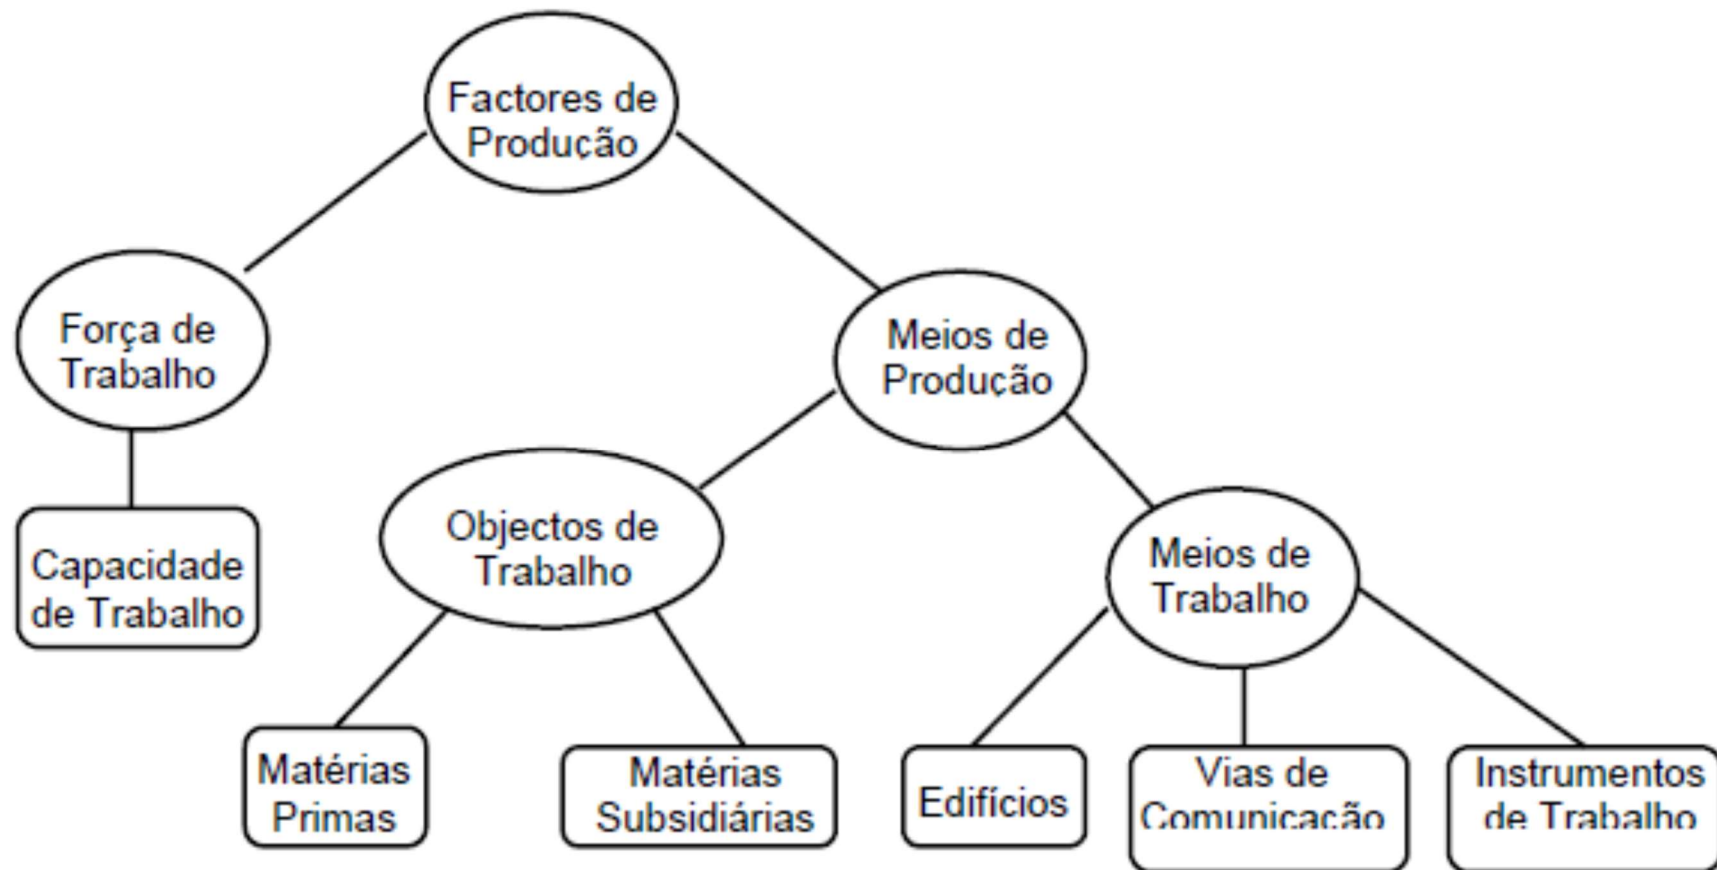 Factores de
Produção
Força de
Trabalho
Meios de
Produção
Capacidade
de Trabalho
Objectos de
Trabalho
Meios de
Trabalho
Matérias
Primas
Matérias
Subsidiárias
Edifícios
Vias de
Comunicação
Instrumentos
de Trabalho